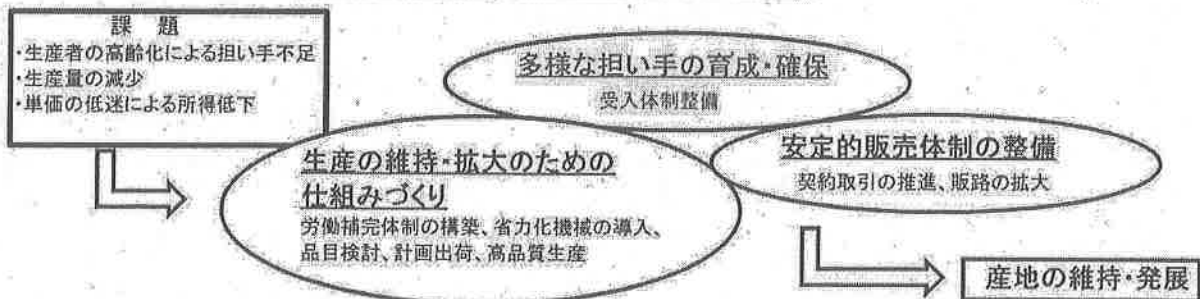 課題
・生産者の高齢化による担い手不足
・生産量の減少
・単価の低迷による所得低下
多様な担い手の育成・確保
受入体制整備
生産の維持・拡大のための
仕組みづくり
労働補完体制の構築、省力化機械の導入、
品目検討、計画出荷、高品質生産
安定的販売体制の整備
契約取引の推進、販路の拡大
産地の維持・発展